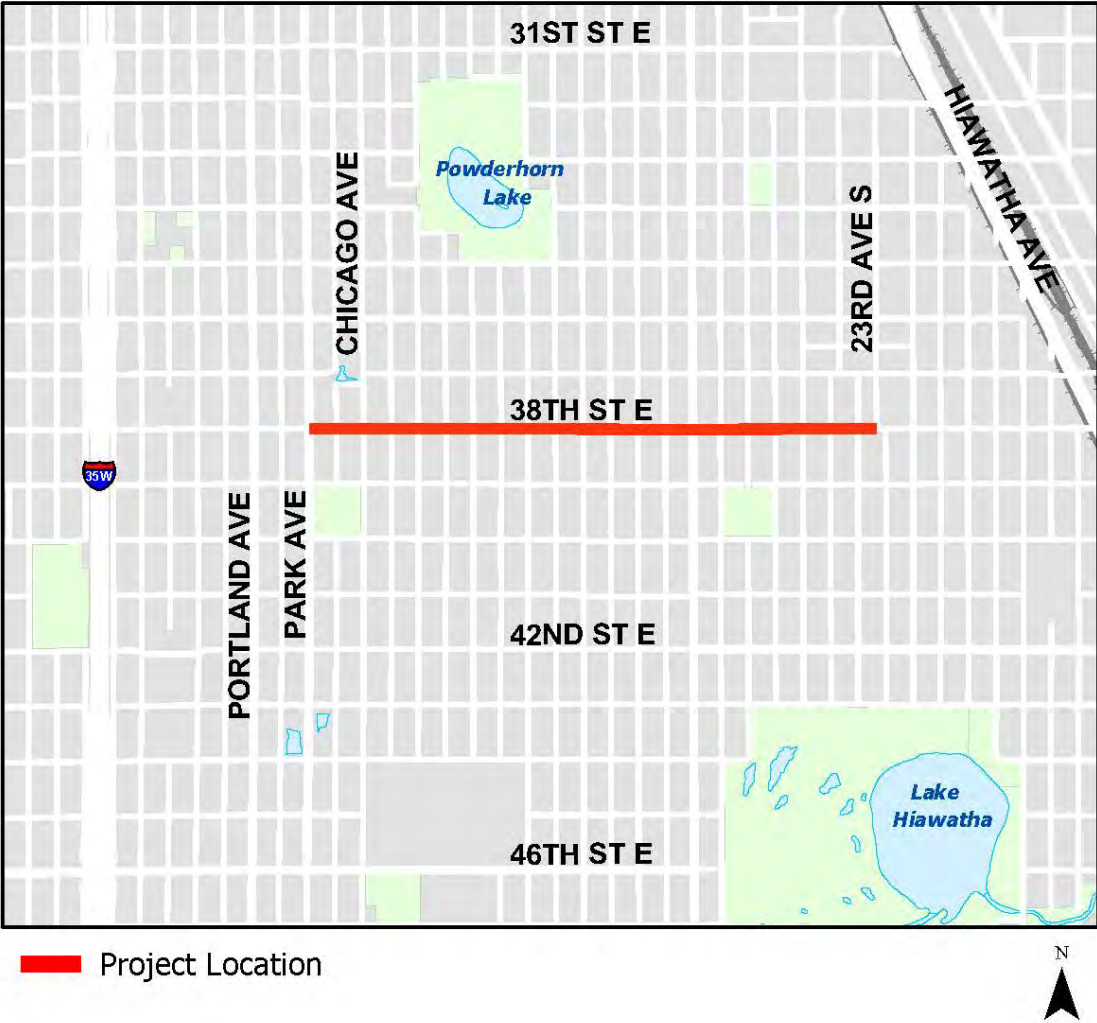 31ST ST E
HIAWATHA AVE
CHICAGO AVE
Powderhorn
Lake
23RD AVE S
38TH ST E
35W
PORTLAND AVE
PARK AVE
42ND ST E
Lake
Hiawatha
46TH ST E
Project Location
N